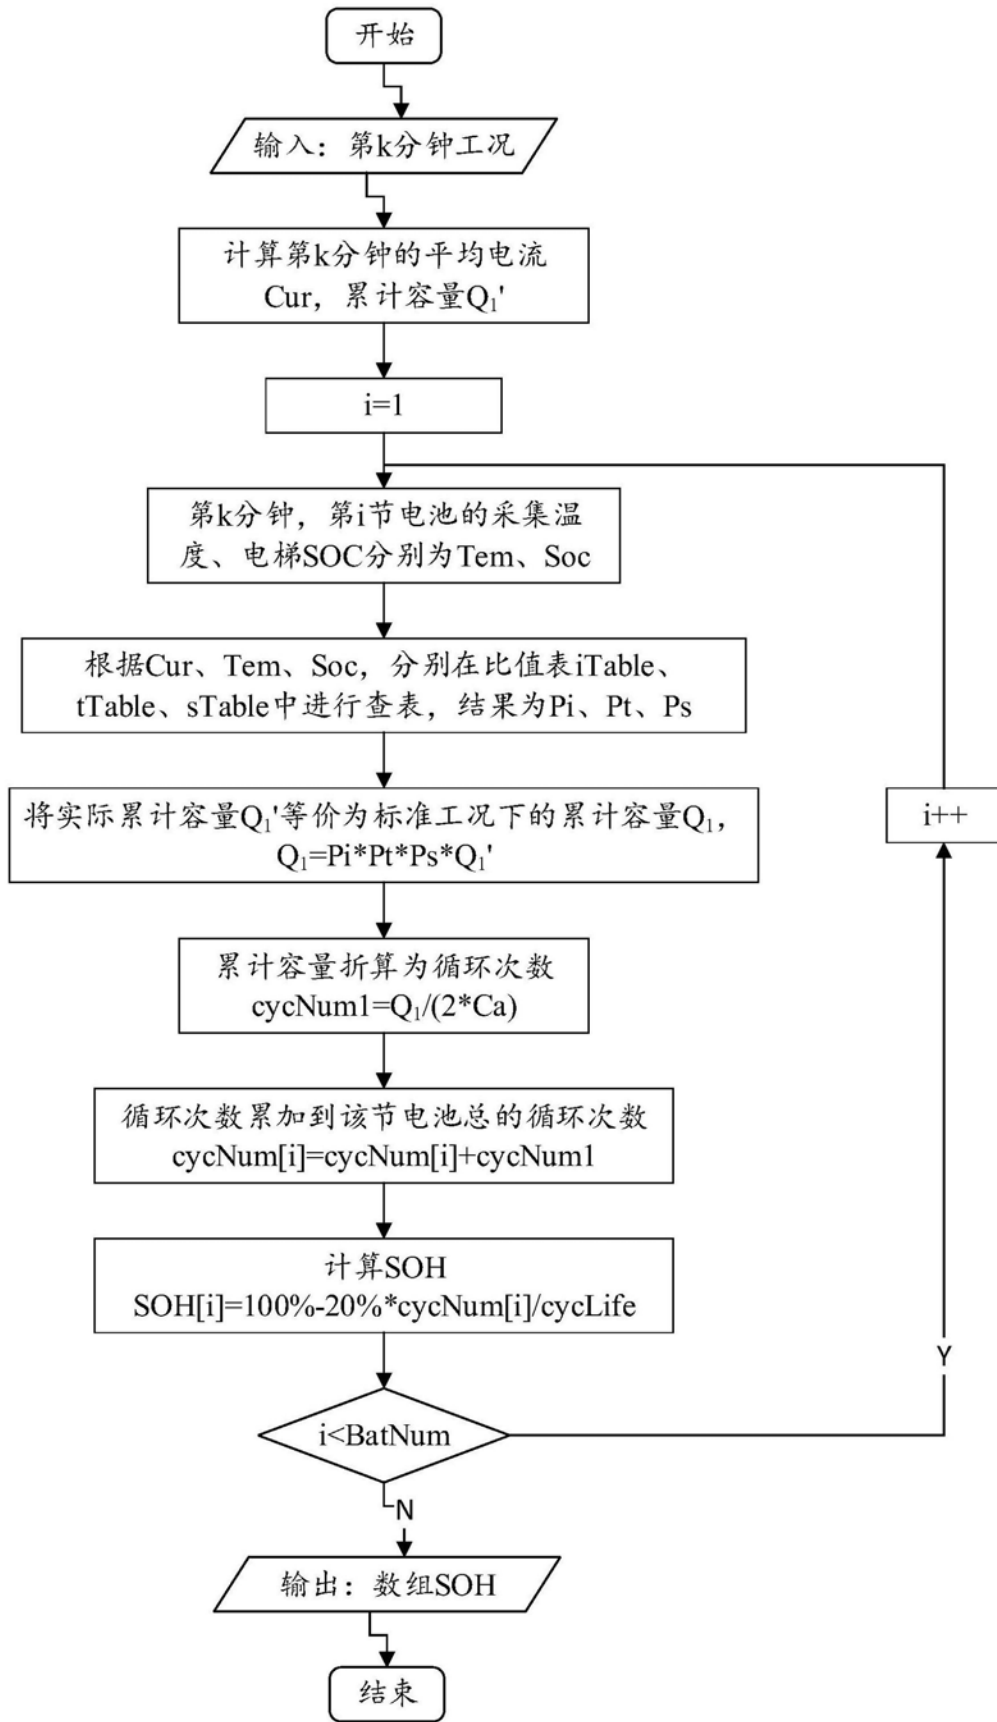 开始
输入：第k分钟工况
计算第k分钟的平均电流
Cur，累计容量Q₁'
i=1
第k分钟，第i节电池的采集温
度、电梯SOC分别为Tem、Soc
根据Cur、Tem、Soc，分别在比值表iTable、
tTable、sTable中进行查表，结果为Pi、Pt、Ps
将实际累计容量Q₁'等价为标准工况下的累计容量Q₁，
Q₁=Pi*Pt*Ps*Q₁'
i++
累计容量折算为循环次数
cycNum1=Q₁/(2*Ca)
循环次数累加到该节电池总的循环次数
cycNum[i]=cycNum[i]+cycNum1
计算SOH
SOH[i]=100%-20%*cycNum[i]/cycLife
Y
i<BatNum
N
输出：数组SOH
结束